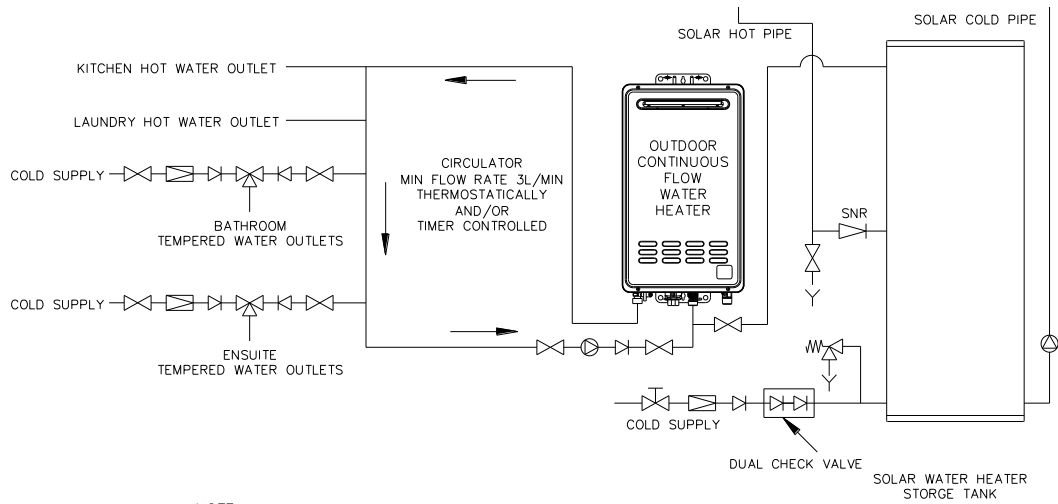 SOLAR HOT PIPE
SOLAR COLD PIPE
KITCHEN HOT WATER OUTLET
LAUNDRY HOT WATER OUTLET
COLD SUPPLY
BATHROOM
TEMPERED WATER OUTLETS
CIRCULATOR
MIN FLOW RATE 3L/MIN
THERMOSTATICALLY
AND/OR
TIMER CONTROLLED
OUTDOOR
CONTINUOUS
FLOW
WATER
HEATER
SNR
COLD SUPPLY
ENSUITE
TEMPERED WATER OUTLETS
COLD SUPPLY
DUAL CHECK VALVE
SOLAR WATER HEATER
STORGE TANK